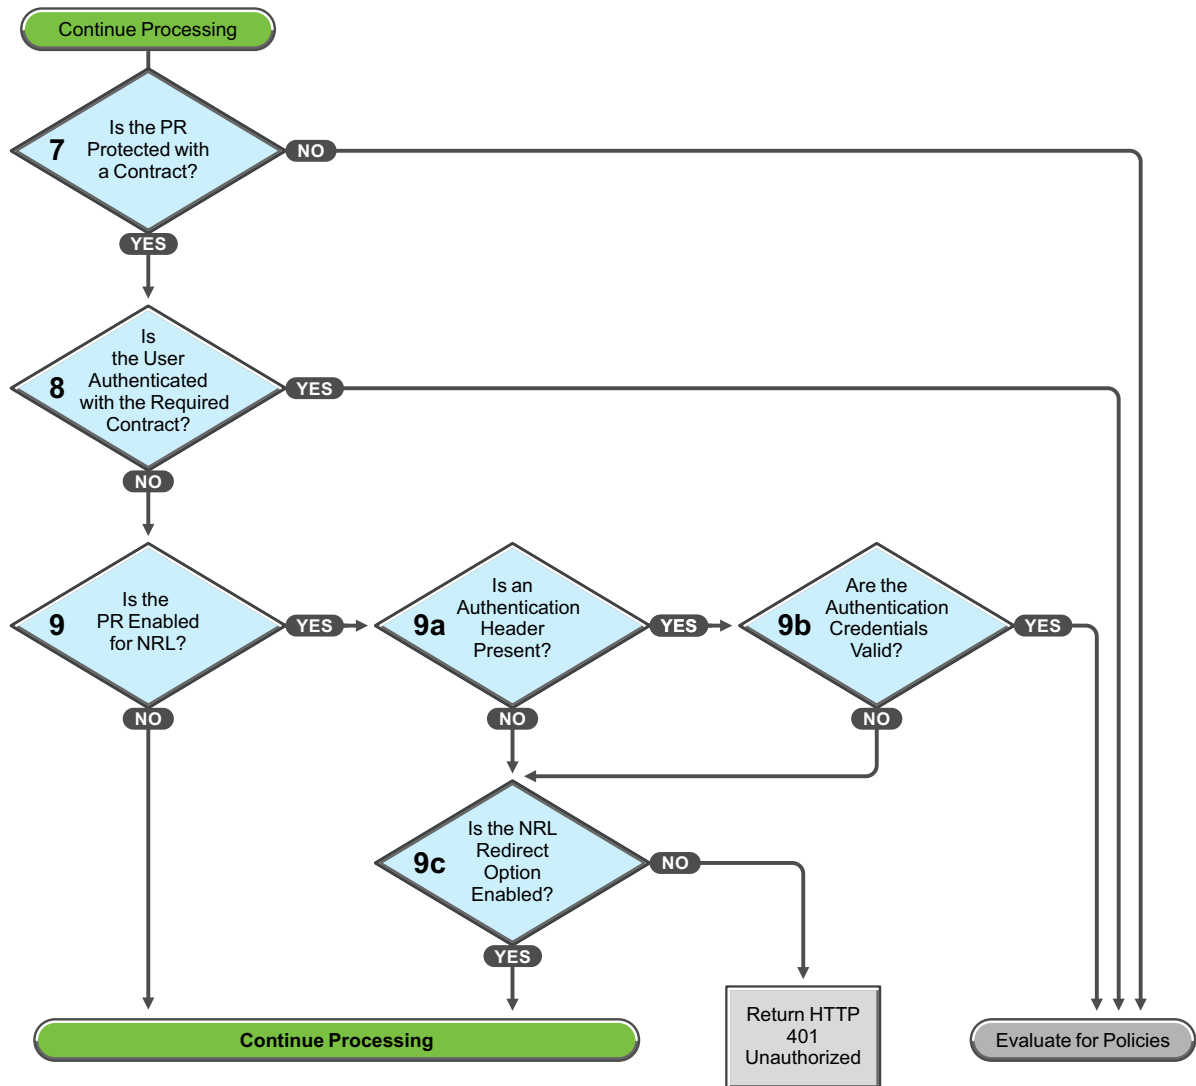 Continue Processing
Is the PR
7 Protected with
a Contract?
NO
YES
Is
the User
8 Authenticated
with the Required
Contract?
YES
NO
Is the
9 PR Enabled
for NRL?
YES
Is an
Authentication
9a Header
Present?
YES
Are the
Authentication
9b Credentials
Valid?
YES
NO
NO
NO
Is the NRL
Redirect
9c Option
Enabled?
NO
YES
Return HTTP
401
Unauthorized
Continue Processing
Evaluate for Policies